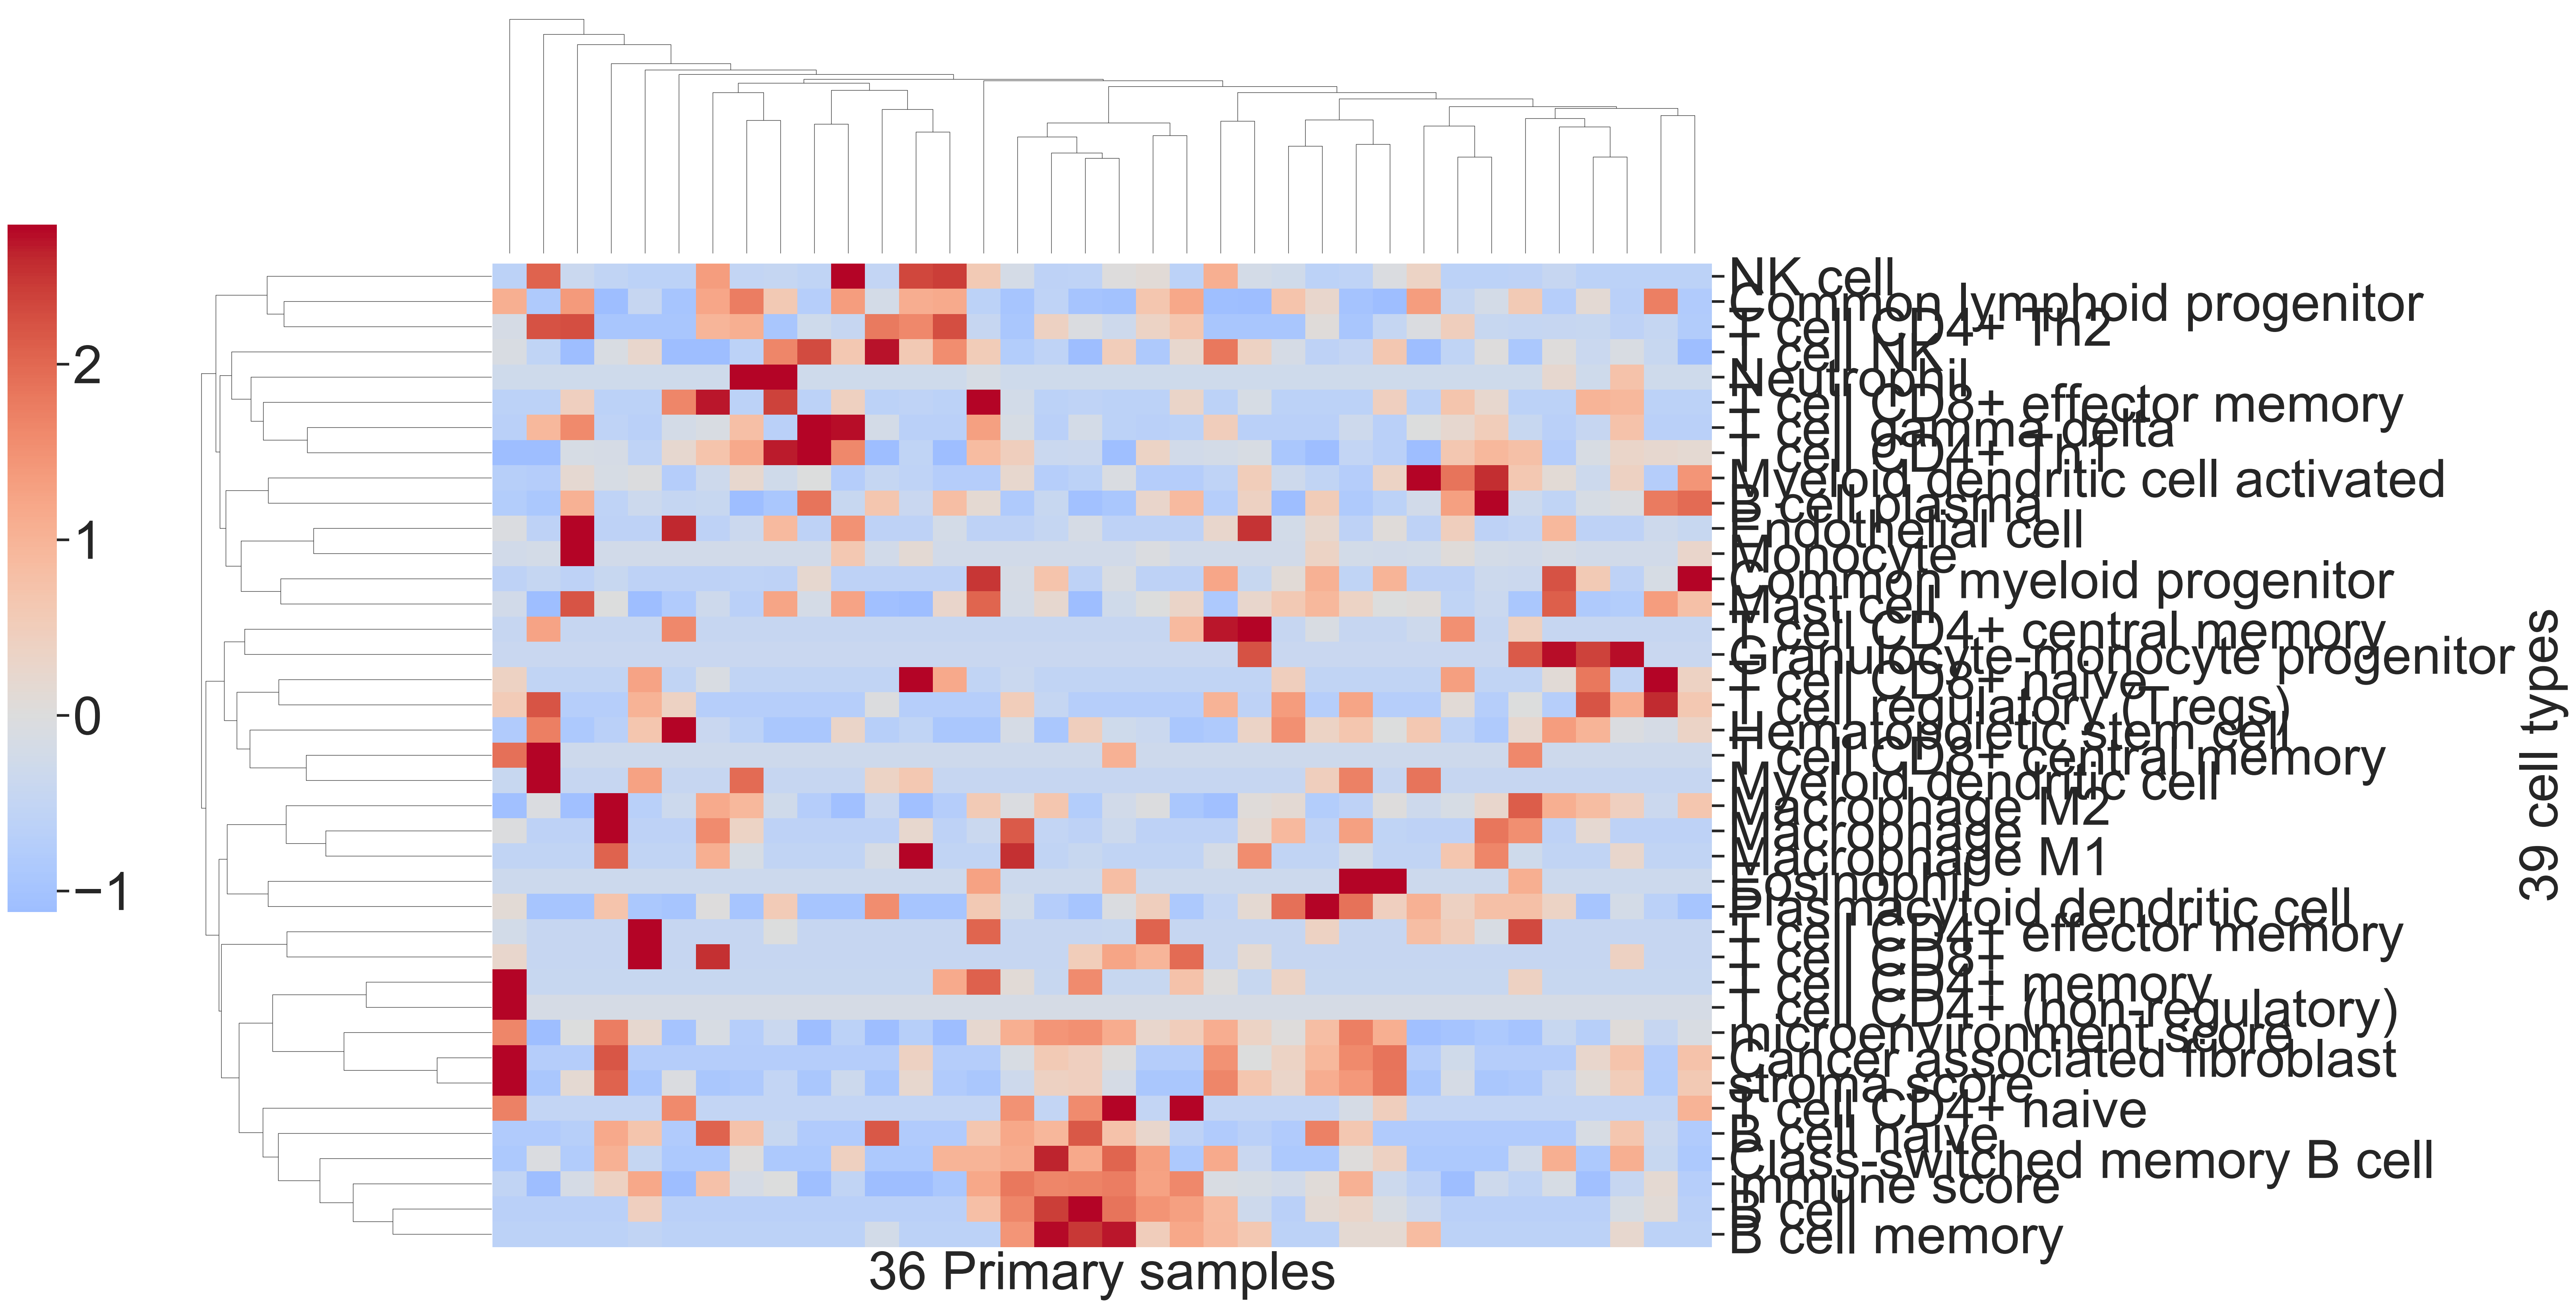 2
1
0
−1
NK cell
Common lymphoid progenitor
T cell CD4+ Th2
T cell NK
Neutrophil
T cell CD8+ effector memory
T cell gamma delta
T cell CD4+ Th1
Myeloid dendritic cell activated
B cell plasma
Endothelial cell
Monocyte
Common myeloid progenitor
Mast cell
T cell CD4+ central memory
Granulocyte-monocyte progenitor
T cell CD8+ naive
T cell regulatory (Tregs)
Hematopoietic stem cell
T cell CD8+ central memory
Myeloid dendritic cell
Macrophage M2
Macrophage
Macrophage M1
Eosinophil
Plasmacytoid dendritic cell
T cell CD4+ effector memory
T cell CD8+
T cell CD4+ memory
T cell CD4+ (non-regulatory)
microenvironment score
Cancer associated fibroblast
stroma score
T cell CD4+ naive
B cell naive
Class-switched memory B cell
immune score
B cell
B cell memory
39 cell types
36 Primary samples